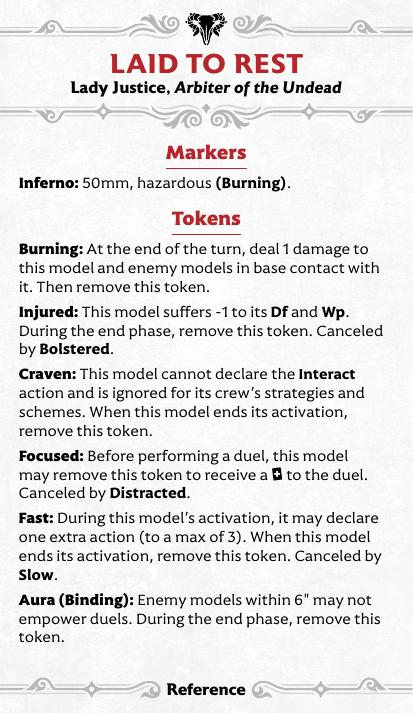 LAID TO REST
Lady Justice, Arbiter of the Undead
Markers
Inferno: 50mm, hazardous (Burning).
Tokens
Burning: At the end of the turn, deal 1 damage to
this model and enemy models in base contact with
it. Then remove this token.
Injured: This model suffers -1 to its Df and Wp.
During the end phase, remove this token. Canceled
by Bolstered.
Craven: This model cannot declare the Interact
action and is ignored for its crew's strategies and
schemes. When this model ends its activation,
remove this token.
Focused: Before performing a duel, this model
may remove this token to receive a + to the duel.
Canceled by Distracted.
Fast: During this model's activation, it may declare
one extra action (to a max of 3). When this model
ends its activation, remove this token. Canceled by
Slow.
Aura (Binding): Enemy models within 6" may not
empower duels. During the end phase, remove this
token.
Reference